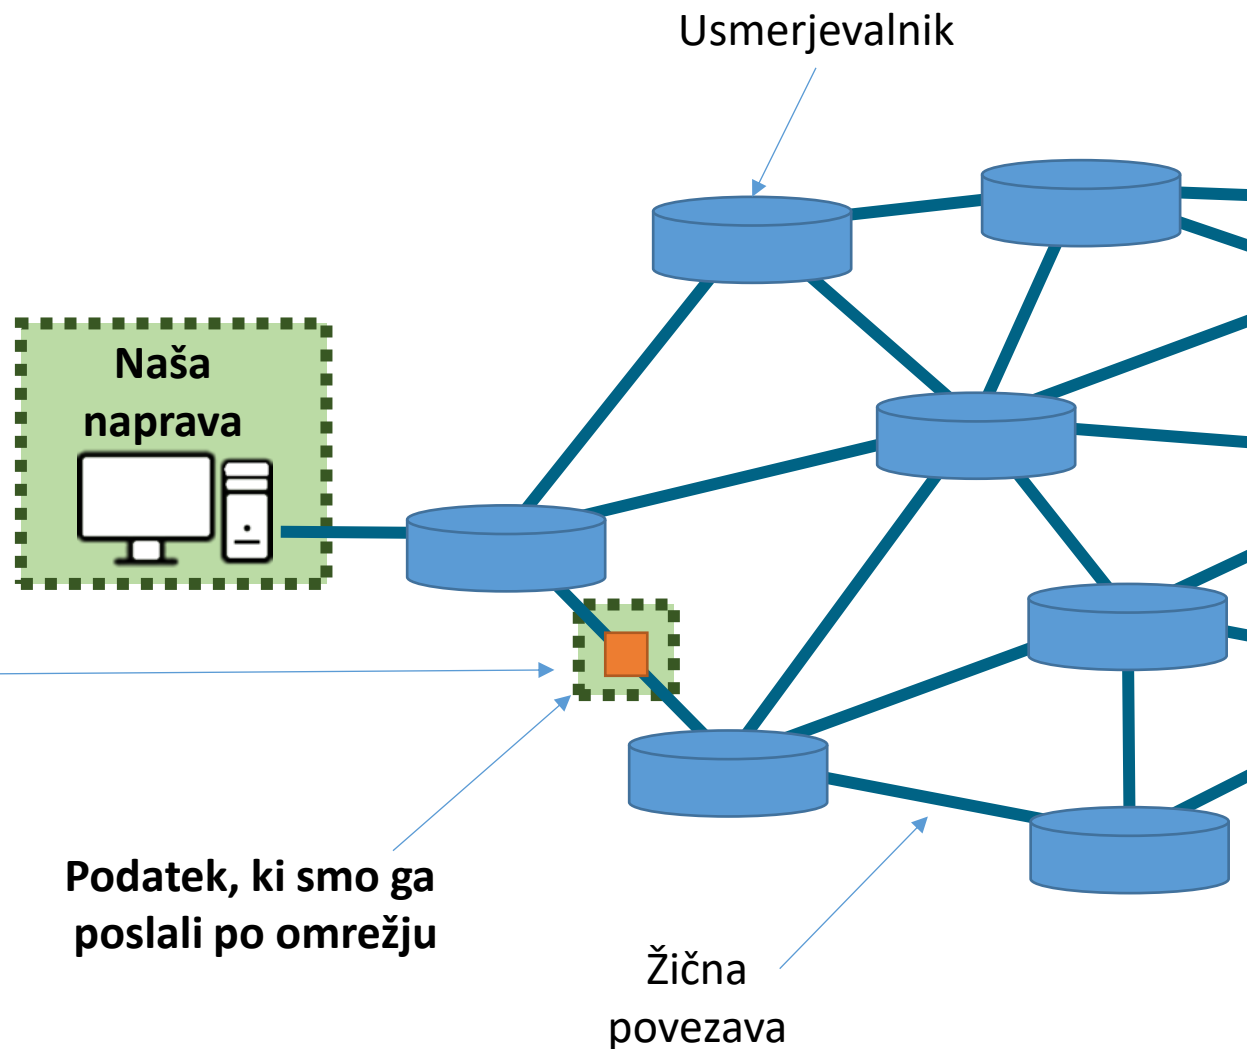 Usmerjevalnik
Naša
naprava
Podatek, ki smo ga
poslali po omrežju
Žična
povezava